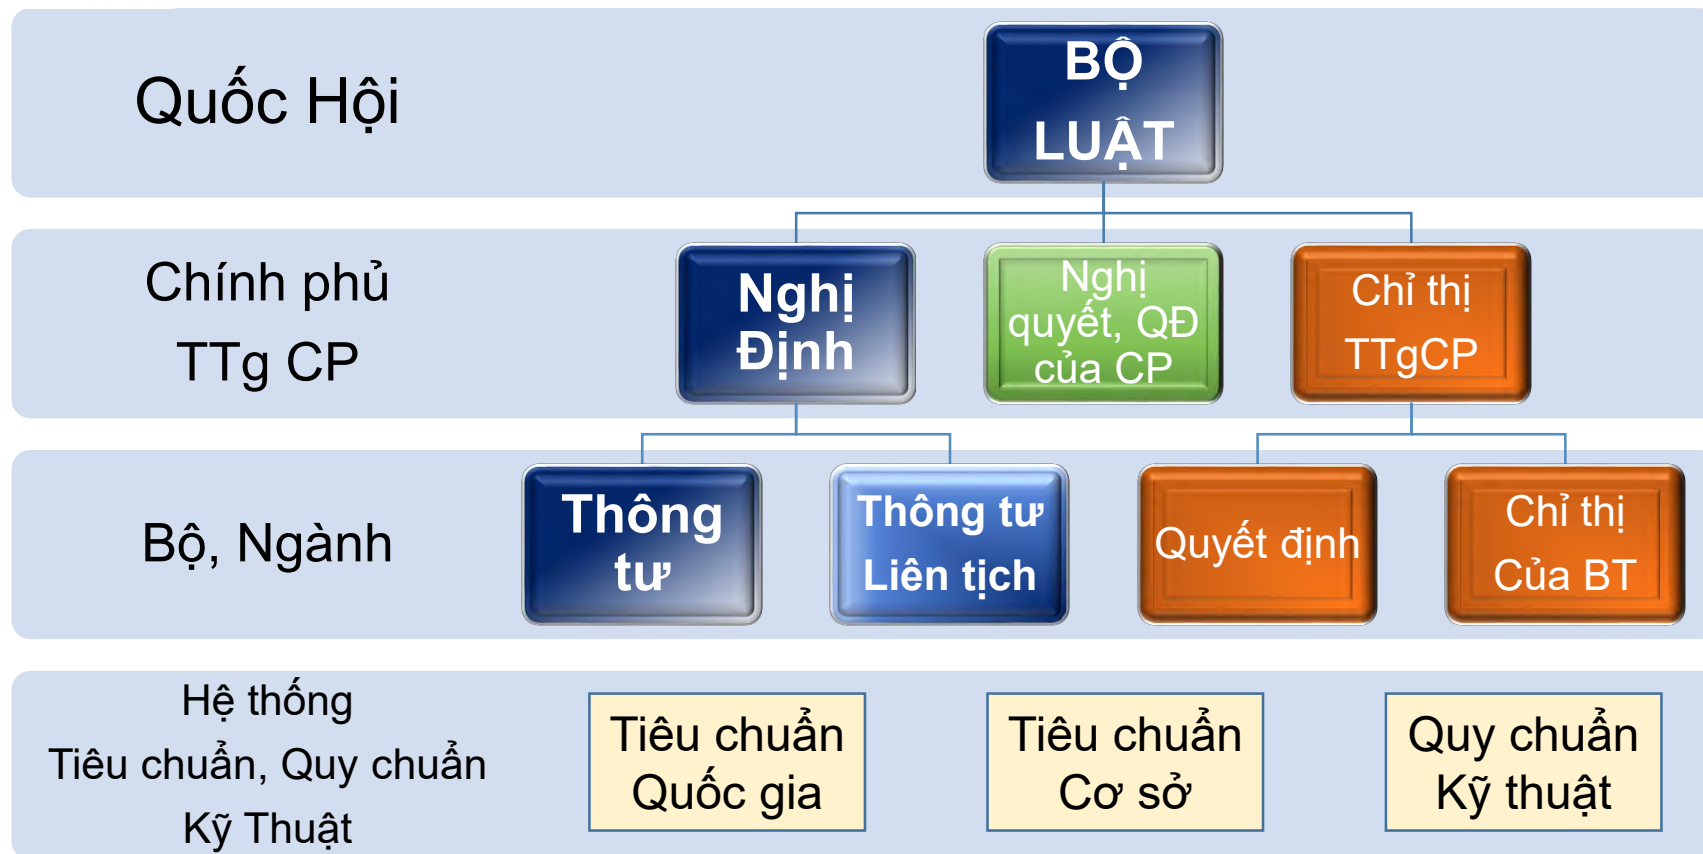 Quốc Hội
BỘ
LUẬT
Chính phủ
TTg CP
Nghị
Định
Nghị
quyết, QĐ
của CP
Chỉ thị
TTgCP
Bộ, Ngành
Thông
tư
Thông tư
Liên tịch
Quyết định
Chỉ thị
Của BT
Hệ thống
Tiêu chuẩn, Quy chuẩn
Kỹ Thuật
Tiêu chuẩn
Quốc gia
Tiêu chuẩn
Cơ sở
Quy chuẩn
Kỹ thuật